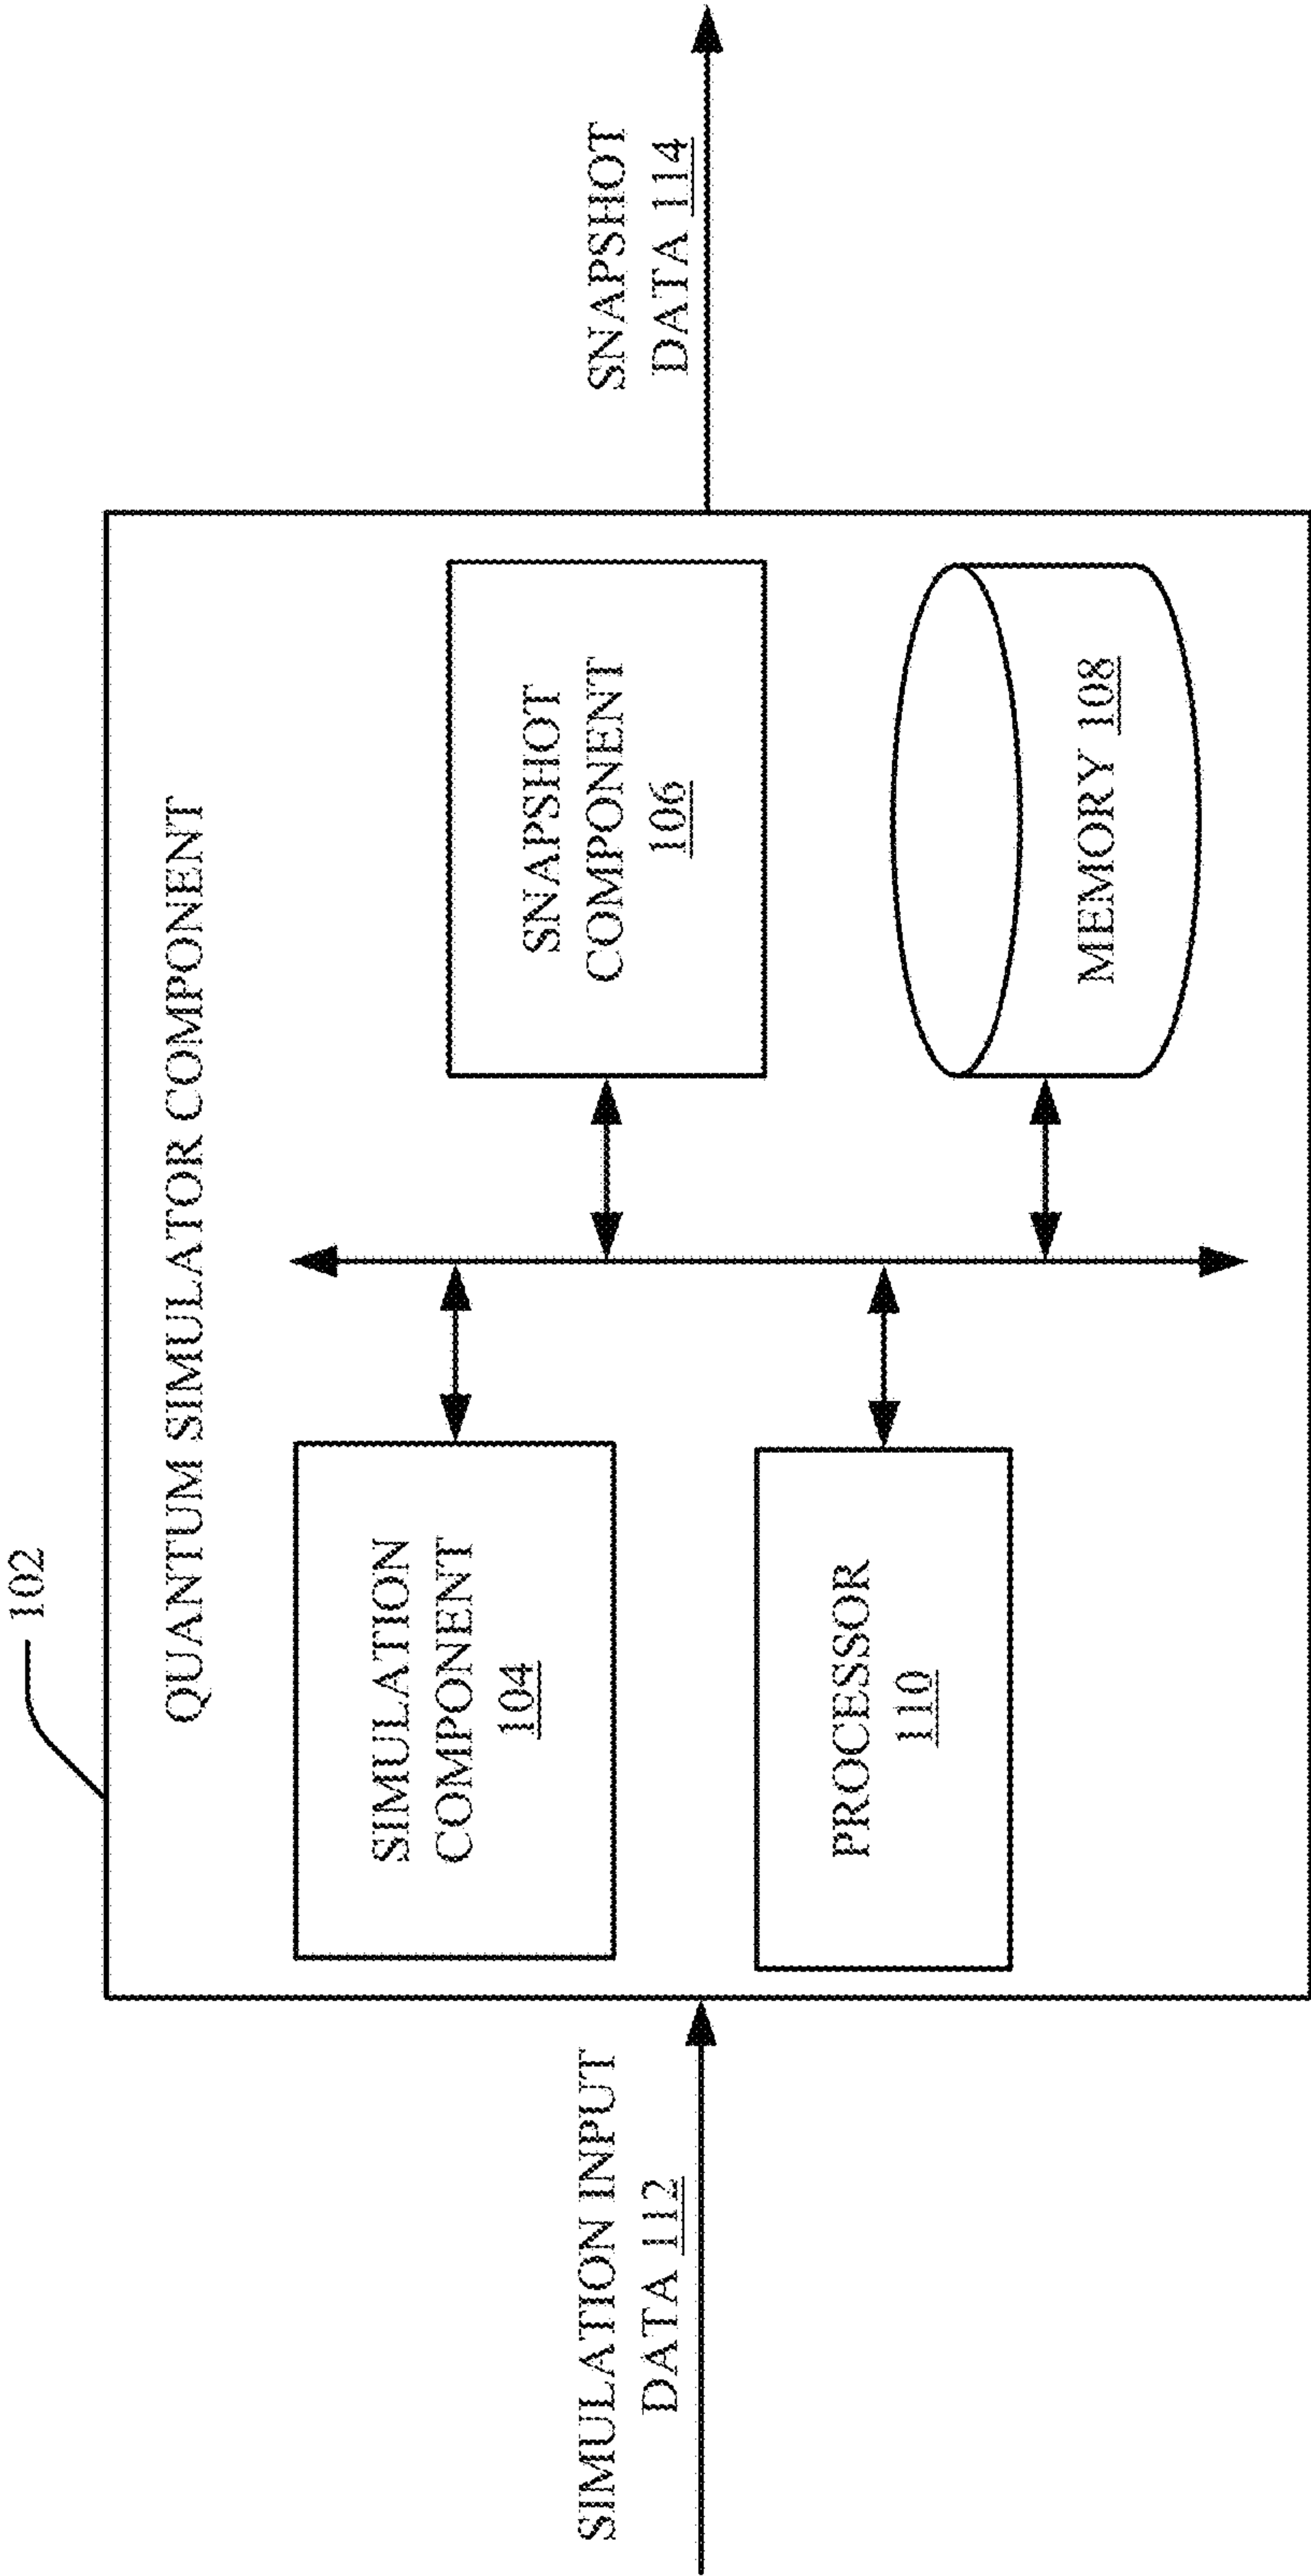 102
QUANTUM SIMULATOR COMPONENT
SIMULATION INPUT
DATA 112
SIMULATION
COMPONENT
104
PROCESSOR
110
SNAPSHOT
COMPONENT
106
MEMORY 108
SNAPSHOT
DATA 114